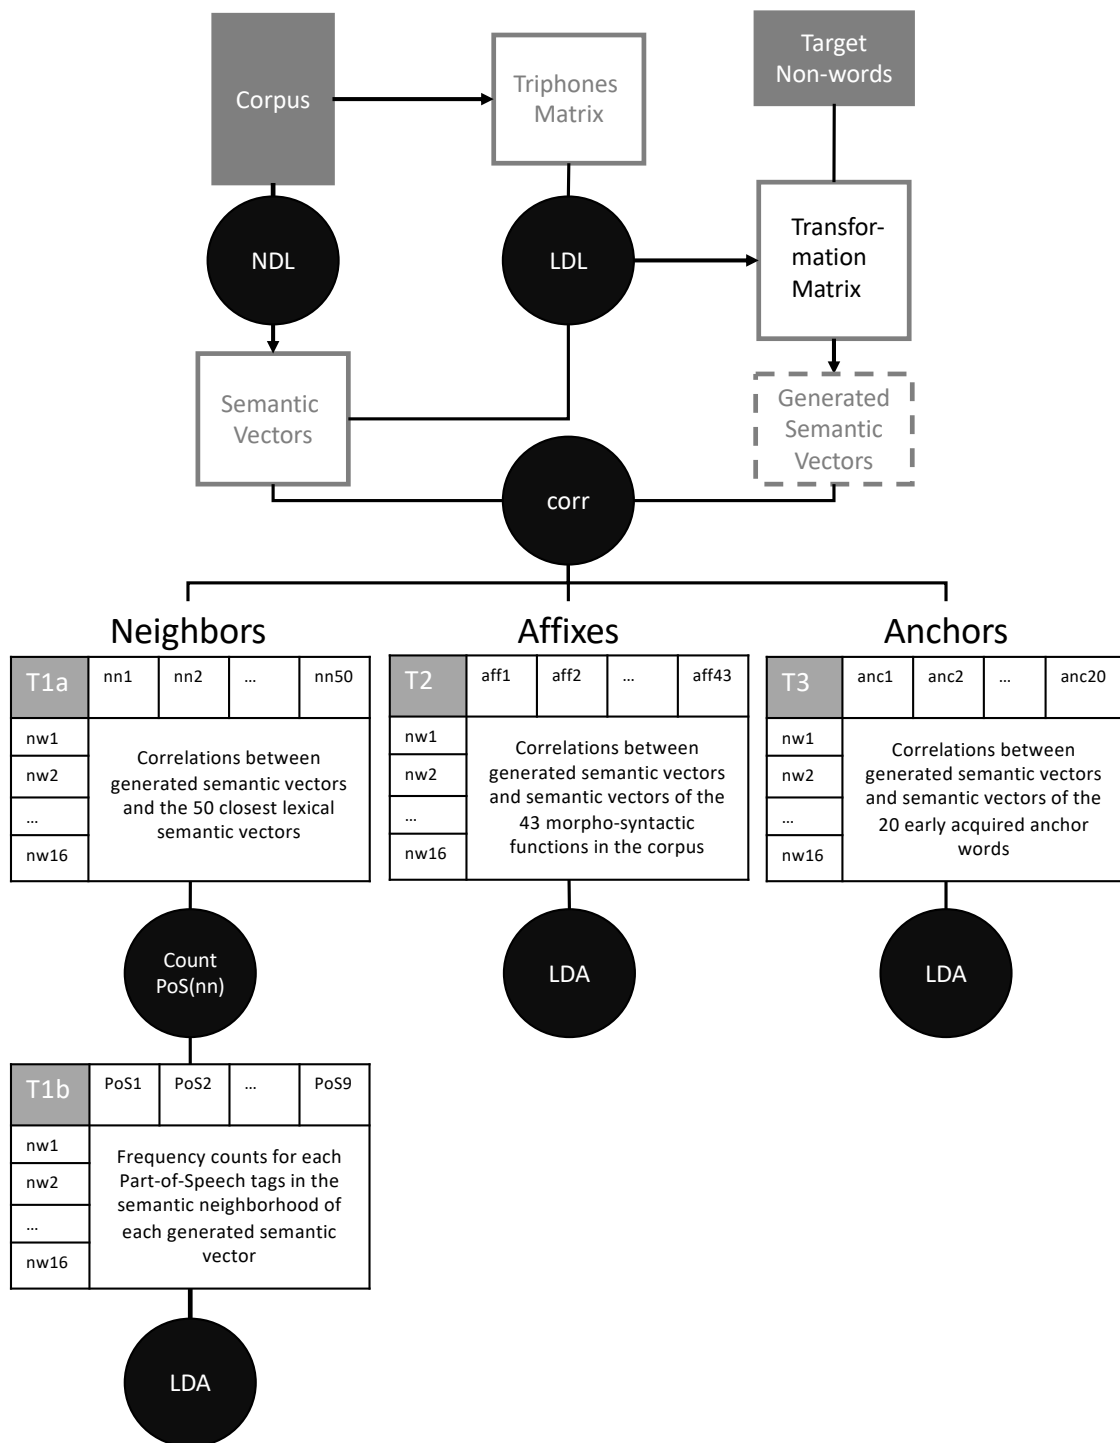 Corpus
Triphones
Matrix
Target
Non-words
NDL
LDL
Transfor-
mation
Matrix
Semantic
Vectors
Generated
Semantic
Vectors
corr
Neighbors
T1a nn1 nn2 ... nn50
nw1
nw2
...
nw16
Correlations between
generated semantic vectors
and the 50 closest lexical
semantic vectors
Count
PoS(nn)
T1b PoS1 PoS2 ... PoS9
nw1
nw2
...
nw16
Frequency counts for each
Part-of-Speech tags in the
semantic neighborhood of
each generated semantic
vector
LDA
Affixes
T2 aff1 aff2 ... aff43
nw1
nw2
...
nw16
Correlations between
generated semantic vectors
and semantic vectors of the
43 morpho-syntactic
functions in the corpus
LDA
Anchors
T3 anc1 anc2 ... anc20
nw1
nw2
...
nw16
Correlations between
generated semantic vectors
and semantic vectors of the
20 early acquired anchor
words
LDA